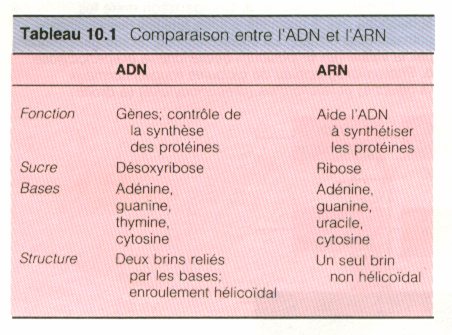 Tableau 10.1 Comparaison entre l'ADN et l'ARN
ADN ARN
Fonction Gènes; contrôle de Aide l'ADN
la synthèse à synthétiser
des protéines les protéines
Sucre Désoxyribose Ribose
Bases Adénine, Adénine,
guanine, guanine,
thymine, uracile,
cytosine cytosine
Structure Deux brins reliés Un seul brin
par les bases; non hélicoïdal
enroulement hélicoïdal